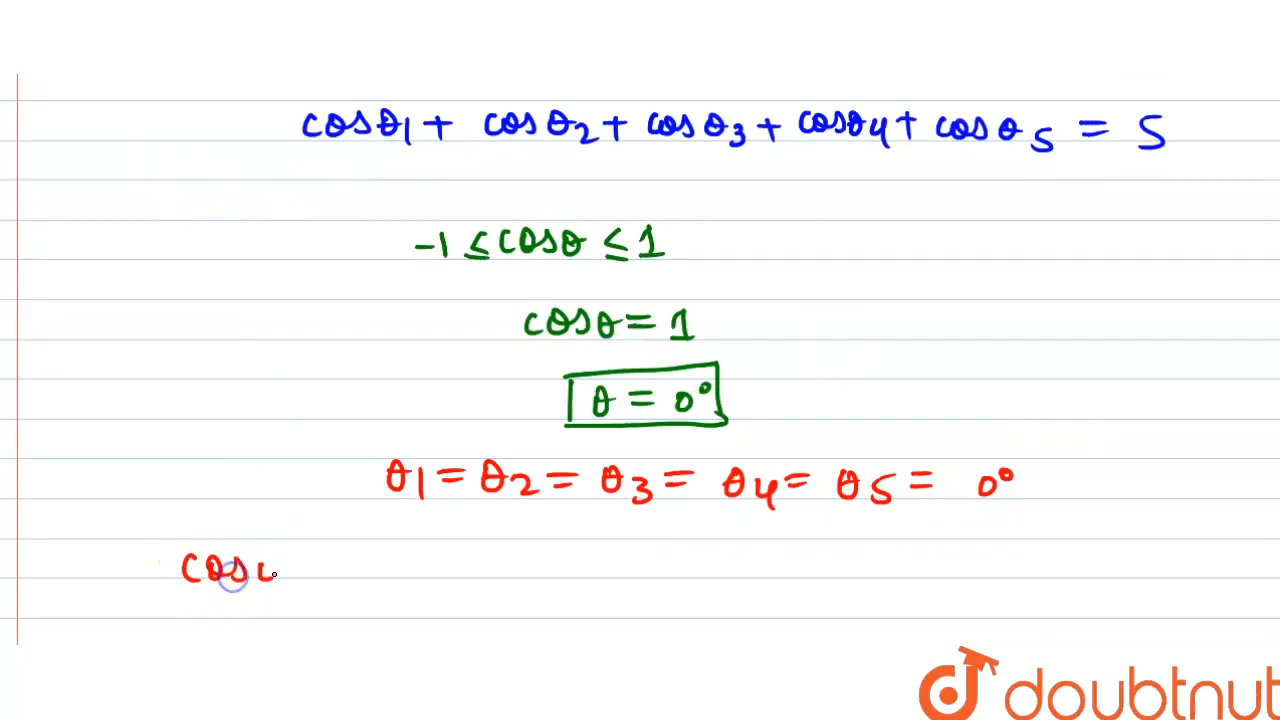 cosθ1 + cosθ2 + cosθ3 + cosθ4 + cosθ5 = 5
-1 ≤ cosθ ≤ 1
cosθ = 1
θ = 0°
θ1 = θ2 = θ3 = θ4 = θ5 = 0°
cos
doubtnut